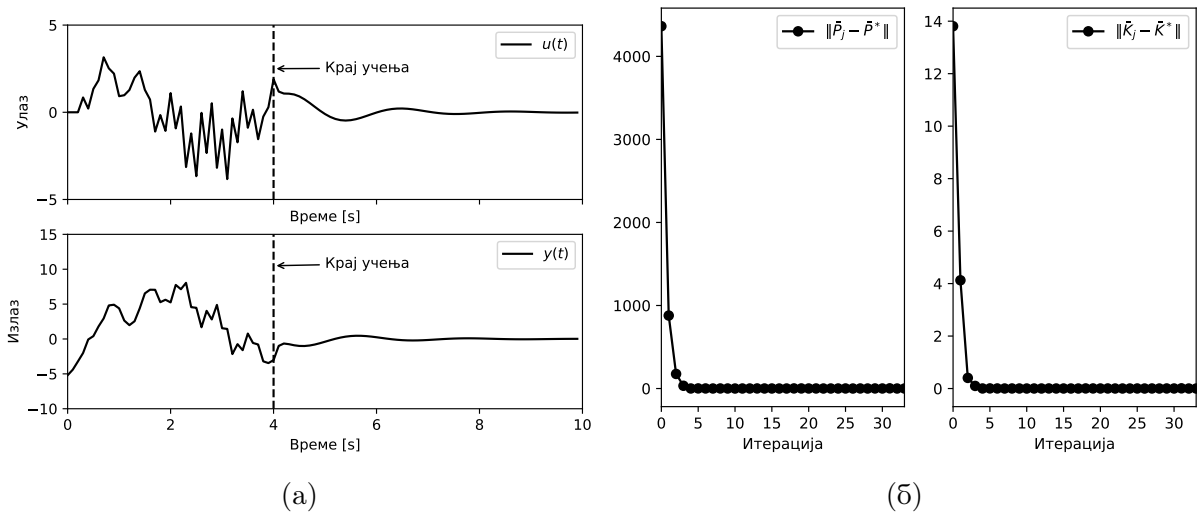 5
0
−5
Улаз
u(t)
Крај учења
Време [s]
15
10
5
0
−5
−10
Излаз
y(t)
Крај учења
0 2 4 6 8 10
Време [s]
(а)
4000
3000
2000
1000
0
‖P̄ⱼ − P̄*‖
0 5 10 15 20 25 30
Итерација
14
12
10
8
6
4
2
0
‖K̄ⱼ − K̄*‖
0 5 10 15 20 25 30
Итерација
(б)